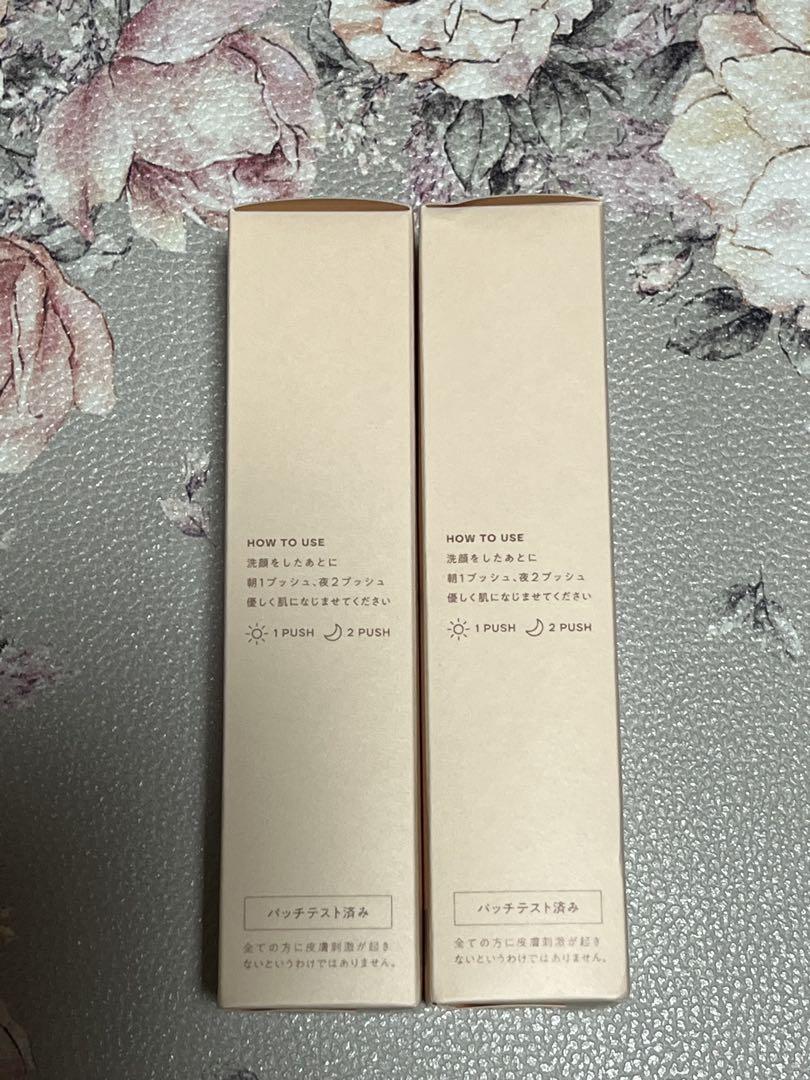 HOW TO USE
洗顔をしたあとに
朝1プッシュ、夜2プッシュ
優しく肌になじませてください
1 PUSH 2 PUSH
パッチテスト済み
全ての方に皮膚刺激が起き
ないというわけではありません。
HOW TO USE
洗顔をしたあとに
朝1プッシュ、夜2プッシュ
優しく肌になじませてください
1 PUSH 2 PUSH
パッチテスト済み
全ての方に皮膚刺激が起き
ないというわけではありません。